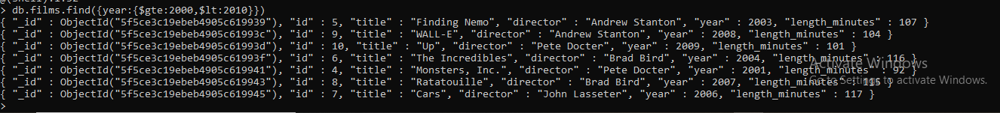 > db.films.find({year:{$gte:2000,$lt:2010}})
{ "_id" : ObjectId("5f5ce3c19ebeb4905c619939"), "id" : 5, "title" : "Finding Nemo", "director" : "Andrew Stanton", "year" : 2003, "length_minutes" : 107 }
{ "_id" : ObjectId("5f5ce3c19ebeb4905c61993c"), "id" : 9, "title" : "WALL-E", "director" : "Andrew Stanton", "year" : 2008, "length_minutes" : 104 }
{ "_id" : ObjectId("5f5ce3c19ebeb4905c61993d"), "id" : 10, "title" : "Up", "director" : "Pete Docter", "year" : 2009, "length_minutes" : 101 }
{ "_id" : ObjectId("5f5ce3c19ebeb4905c61993f"), "id" : 6, "title" : "The Incredibles", "director" : "Brad Bird", "year" : 2004, "length_minutes" : 116 }
{ "_id" : ObjectId("5f5ce3c19ebeb4905c619941"), "id" : 4, "title" : "Monsters, Inc.", "director" : "Pete Docter", "year" : 2001, "length_minutes" : 92 }
{ "_id" : ObjectId("5f5ce3c19ebeb4905c619943"), "id" : 8, "title" : "Ratatouille", "director" : "Brad Bird", "year" : 2007, "length_minutes" : 115 }
{ "_id" : ObjectId("5f5ce3c19ebeb4905c619945"), "id" : 7, "title" : "Cars", "director" : "John Lasseter", "year" : 2006, "length_minutes" : 117 }
>
Activate Windows
Go to Settings to activate Windows.